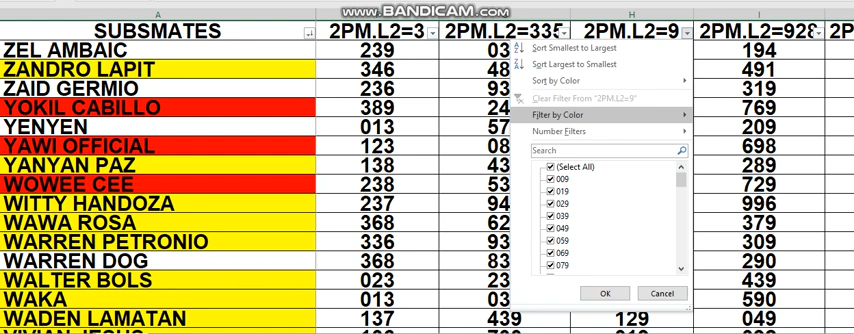 www.BANDICAM.com
A H I
SUBSMATES 2PM.L2=3 2PM.L2=335 2PM.L2=9 2PM.L2=928 2P
ZEL AMBAIC 239 03 194
ZANDRO LAPIT 346 48 491
ZAID GERMIO 236 93 319
YOKIL CABILLO 389 24 769
YENYEN 013 57 209
YAWI OFFICIAL 123 08 698
YANYAN PAZ 138 43 289
WOWEE CEE 238 53 729
WITTY HANDOZA 237 94 996
WAWA ROSA 368 62 379
WARREN PETRONIO 336 93 309
WARREN DOG 368 83 290
WALTER BOLS 023 23 439
WAKA 013 03 590
WADEN LAMATAN 137 439 129 049
Sort Smallest to Largest
Sort Largest to Smallest
Sort by Color
Clear Filter From "2PM.L2=9"
Filter by Color
Number Filters
Search
(Select All)
009
019
029
039
049
059
069
079
OK Cancel